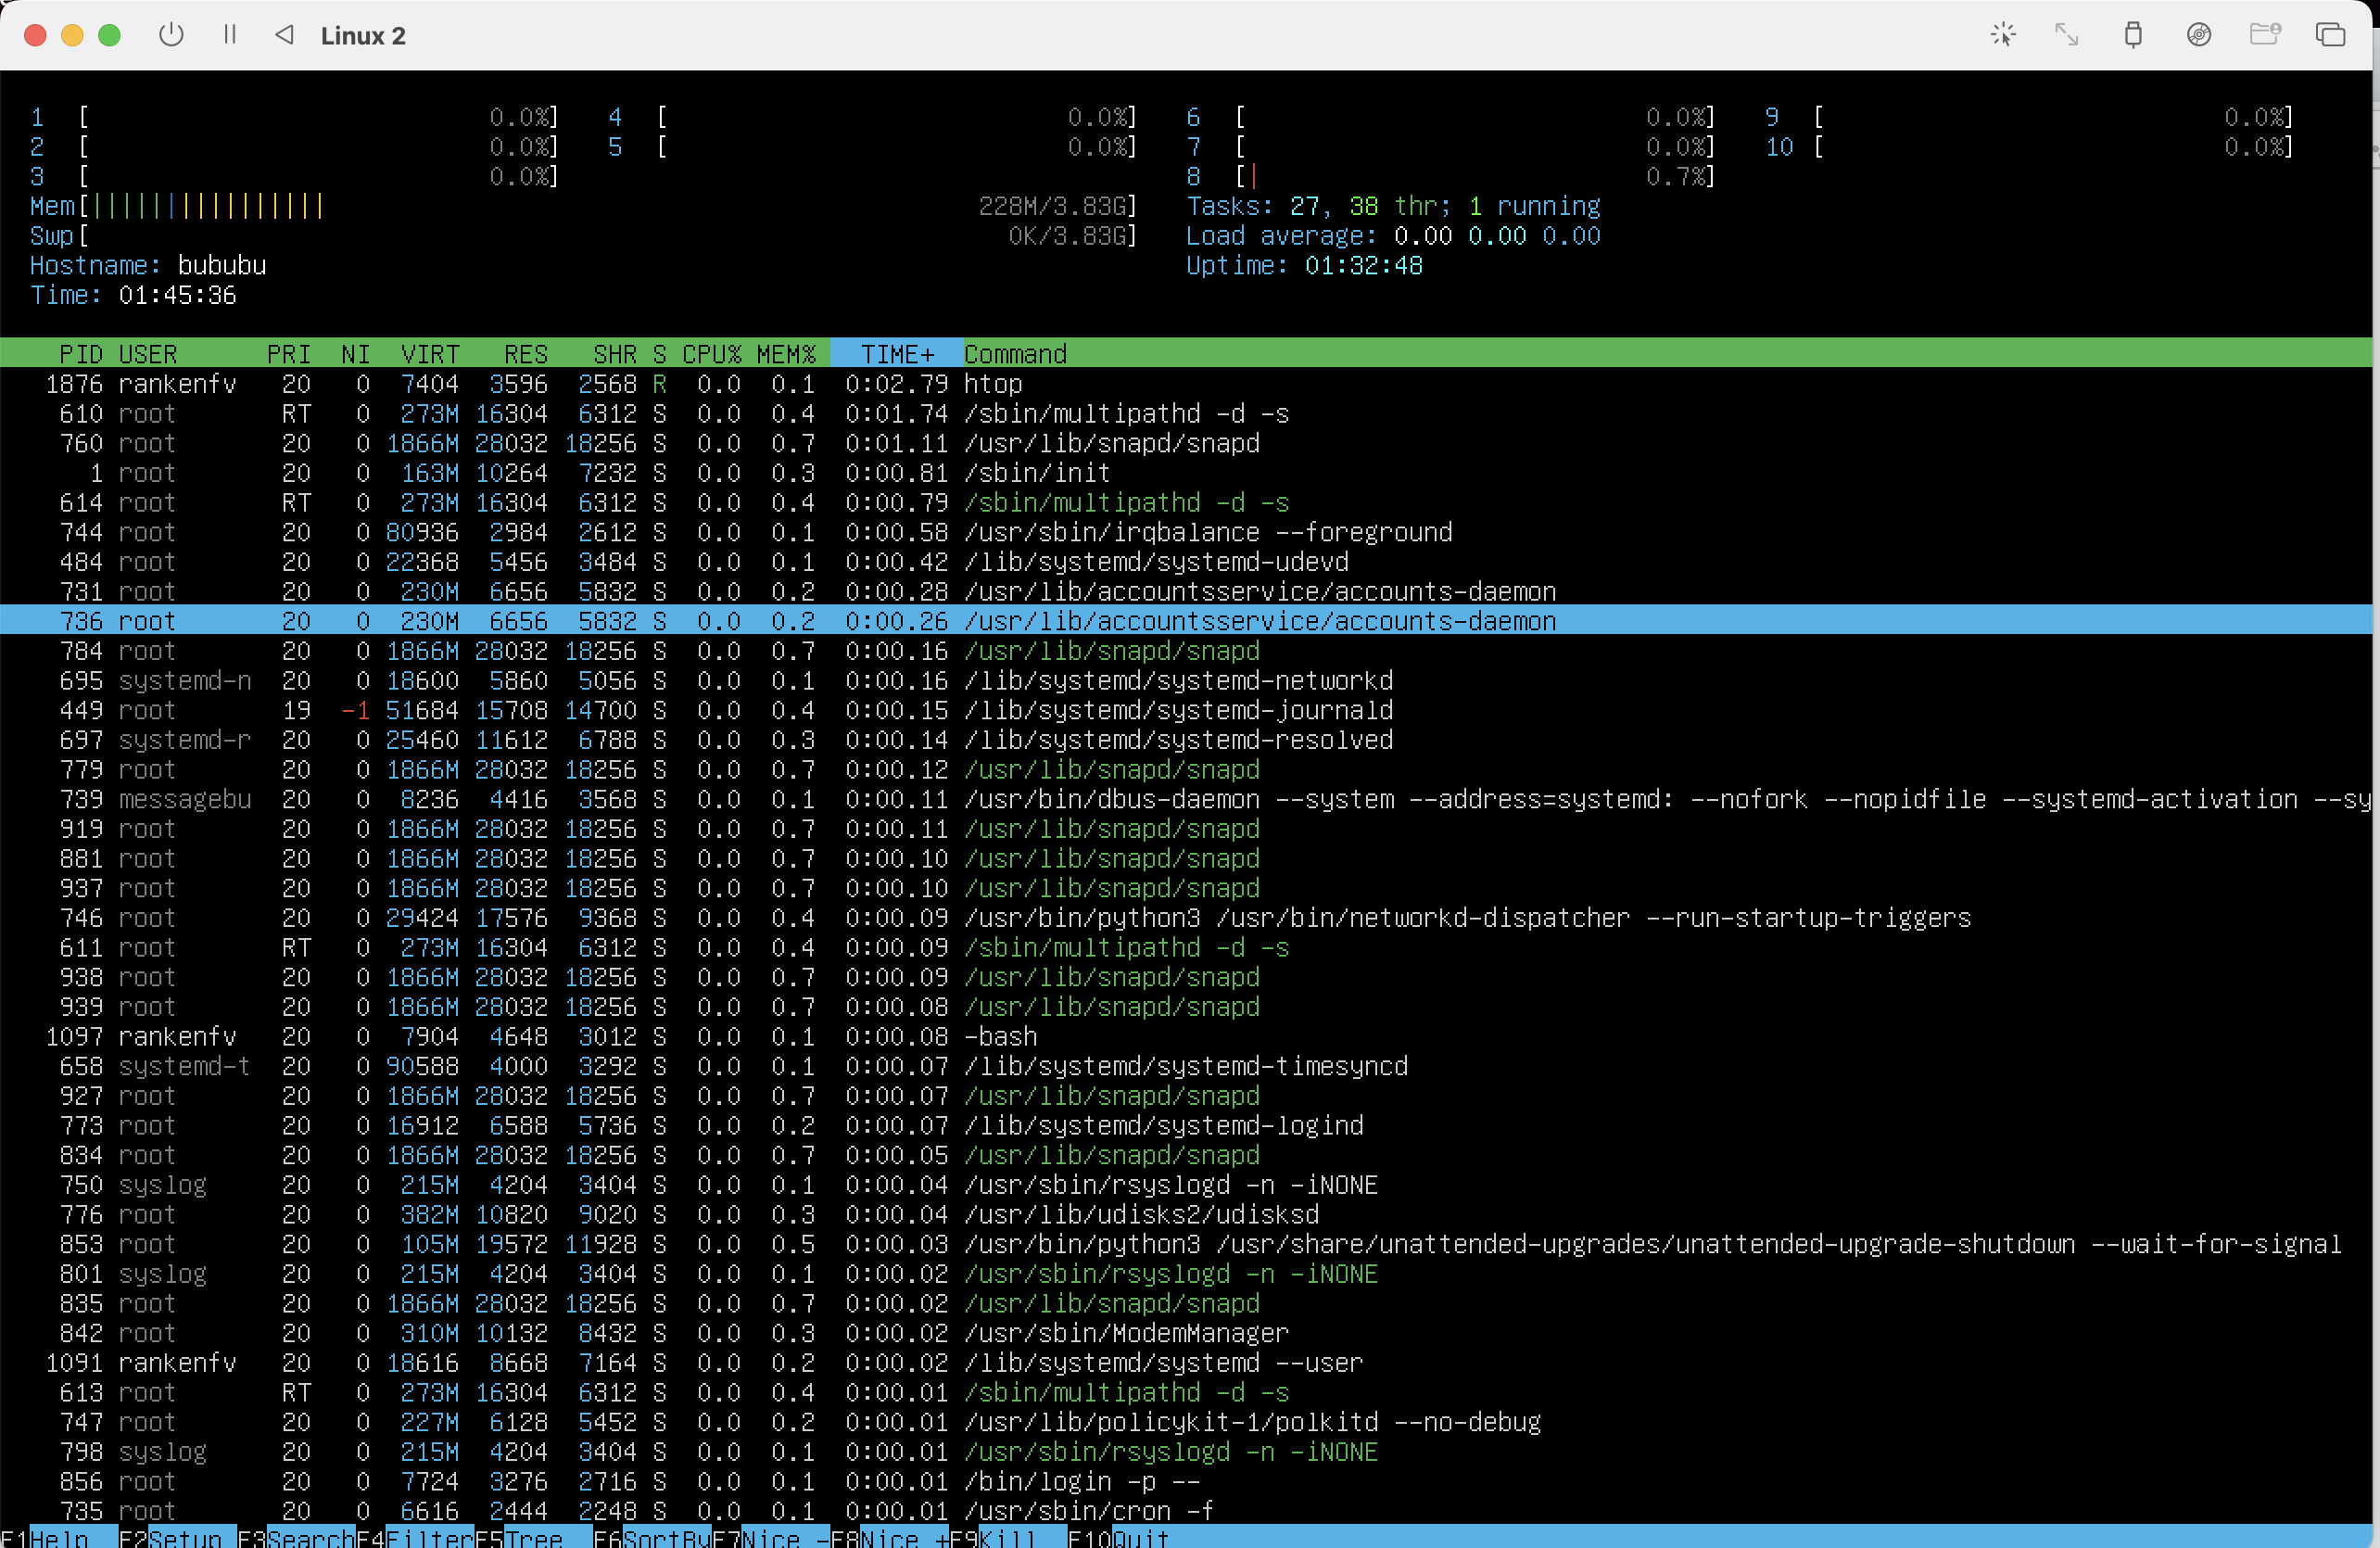 Linux 2
1 [ 0.0%] 4 [ 0.0%] 6 [ 0.0%] 9 [ 0.0%]
2 [ 0.0%] 5 [ 0.0%] 7 [ 0.0%] 10 [ 0.0%]
3 [ 0.0%] 8 [| 0.7%]
Mem[|||||||||||||||| 228M/3.83G] Tasks: 27, 38 thr; 1 running
Swp[ 0K/3.83G] Load average: 0.00 0.00 0.00
Hostname: bububu Uptime: 01:32:48
Time: 01:45:36
PID USER PRI NI VIRT RES SHR S CPU% MEM% TIME+ Command
1876 rankenfv 20 0 7404 3596 2568 R 0.0 0.1 0:02.79 htop
610 root RT 0 273M 16304 6312 S 0.0 0.4 0:01.74 /sbin/multipathd -d -s
760 root 20 0 1866M 28032 18256 S 0.0 0.7 0:01.11 /usr/lib/snapd/snapd
1 root 20 0 163M 10264 7232 S 0.0 0.3 0:00.81 /sbin/init
614 root RT 0 273M 16304 6312 S 0.0 0.4 0:00.79 /sbin/multipathd -d -s
744 root 20 0 80936 2984 2612 S 0.0 0.1 0:00.58 /usr/sbin/irqbalance --foreground
484 root 20 0 22368 5456 3484 S 0.0 0.1 0:00.42 /lib/systemd/systemd-udevd
731 root 20 0 230M 6656 5832 S 0.0 0.2 0:00.28 /usr/lib/accountsservice/accounts-daemon
736 root 20 0 230M 6656 5832 S 0.0 0.2 0:00.26 /usr/lib/accountsservice/accounts-daemon
784 root 20 0 1866M 28032 18256 S 0.0 0.7 0:00.16 /usr/lib/snapd/snapd
695 systemd-n 20 0 18600 5860 5056 S 0.0 0.1 0:00.16 /lib/systemd/systemd-networkd
449 root 19 -1 51684 15708 14700 S 0.0 0.4 0:00.15 /lib/systemd/systemd-journald
697 systemd-r 20 0 25460 11612 6788 S 0.0 0.3 0:00.14 /lib/systemd/systemd-resolved
779 root 20 0 1866M 28032 18256 S 0.0 0.7 0:00.12 /usr/lib/snapd/snapd
739 messagebu 20 0 8236 4416 3568 S 0.0 0.1 0:00.11 /usr/bin/dbus-daemon --system --address=systemd: --nofork --nopidfile --systemd-activation --sy
919 root 20 0 1866M 28032 18256 S 0.0 0.7 0:00.11 /usr/lib/snapd/snapd
881 root 20 0 1866M 28032 18256 S 0.0 0.7 0:00.10 /usr/lib/snapd/snapd
937 root 20 0 1866M 28032 18256 S 0.0 0.7 0:00.10 /usr/lib/snapd/snapd
746 root 20 0 29424 17576 9368 S 0.0 0.4 0:00.09 /usr/bin/python3 /usr/bin/networkd-dispatcher --run-startup-triggers
611 root RT 0 273M 16304 6312 S 0.0 0.4 0:00.09 /sbin/multipathd -d -s
938 root 20 0 1866M 28032 18256 S 0.0 0.7 0:00.09 /usr/lib/snapd/snapd
939 root 20 0 1866M 28032 18256 S 0.0 0.7 0:00.08 /usr/lib/snapd/snapd
1097 rankenfv 20 0 7904 4648 3012 S 0.0 0.1 0:00.08 -bash
658 systemd-t 20 0 90588 4000 3292 S 0.0 0.1 0:00.07 /lib/systemd/systemd-timesyncd
927 root 20 0 1866M 28032 18256 S 0.0 0.7 0:00.07 /usr/lib/snapd/snapd
773 root 20 0 16912 6588 5736 S 0.0 0.2 0:00.07 /lib/systemd/systemd-logind
834 root 20 0 1866M 28032 18256 S 0.0 0.7 0:00.05 /usr/lib/snapd/snapd
750 syslog 20 0 215M 4204 3404 S 0.0 0.1 0:00.04 /usr/sbin/rsyslogd -n -iNONE
776 root 20 0 382M 10820 9020 S 0.0 0.3 0:00.04 /usr/lib/udisks2/udisksd
853 root 20 0 105M 19572 11928 S 0.0 0.5 0:00.03 /usr/bin/python3 /usr/share/unattended-upgrades/unattended-upgrade-shutdown --wait-for-signal
801 syslog 20 0 215M 4204 3404 S 0.0 0.1 0:00.02 /usr/sbin/rsyslogd -n -iNONE
835 root 20 0 1866M 28032 18256 S 0.0 0.7 0:00.02 /usr/lib/snapd/snapd
842 root 20 0 310M 10132 8432 S 0.0 0.3 0:00.02 /usr/sbin/ModemManager
1091 rankenfv 20 0 18616 8668 7164 S 0.0 0.2 0:00.02 /lib/systemd/systemd --user
613 root RT 0 273M 16304 6312 S 0.0 0.4 0:00.01 /sbin/multipathd -d -s
747 root 20 0 227M 6128 5452 S 0.0 0.2 0:00.01 /usr/lib/policykit-1/polkitd --no-debug
798 syslog 20 0 215M 4204 3404 S 0.0 0.1 0:00.01 /usr/sbin/rsyslogd -n -iNONE
856 root 20 0 7724 3276 2716 S 0.0 0.1 0:00.01 /bin/login -p --
735 root 20 0 6616 2444 2248 S 0.0 0.1 0:00.01 /usr/sbin/cron -f
F1Help F2Setup F3SearchF4FilterF5Tree F6SortByF7Nice -F8Nice +F9Kill F10Quit